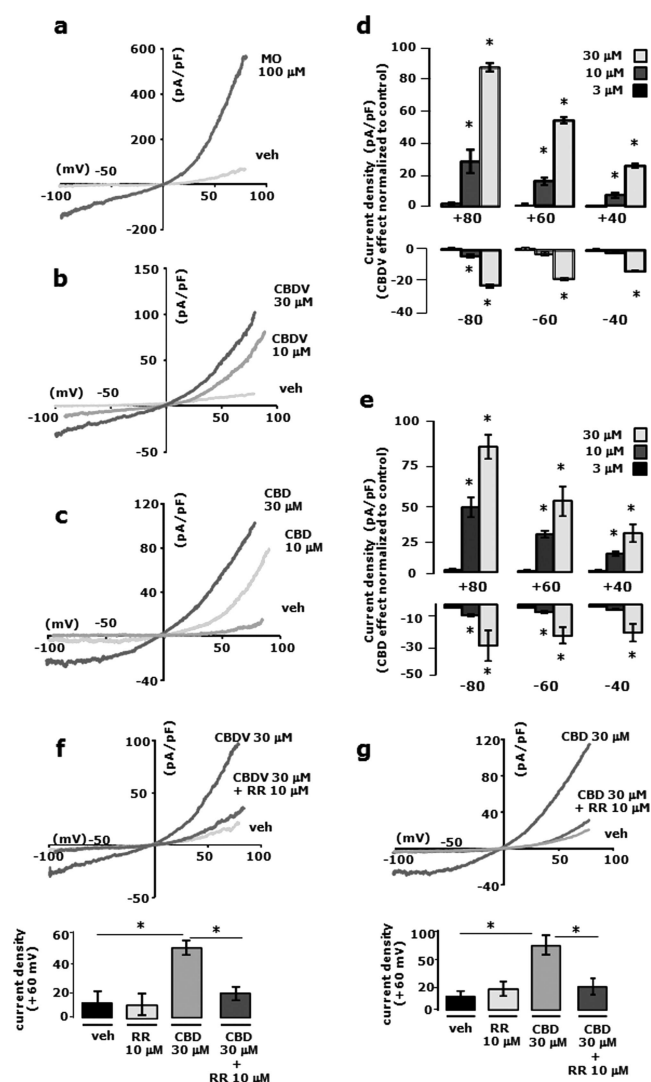 a
600
400
200
-200
(pA/pF)
MO
100 µM
veh
(mV)
-50
-100
0
50
100
b
150
100
50
-50
(pA/pF)
CBDV
30 µM
CBDV
10 µM
veh
(mV)
-50
-100
0
50
100
c
120
80
40
-40
(pA/pF)
CBD
30 µM
CBD
10 µM
veh
(mV)
-50
-100
0
50
100
d
Current density (pA/pF)
(CBDV effect normalized to control)
100
80
60
40
20
0
30 µM
10 µM
3 µM
*
*
*
*
*
*
+80
+60
+40
0
-20
-40
*
*
*
*
-80
-60
-40
e
Current density (pA/pF)
(CBD effect normalized to control)
100
75
50
25
0
30 µM
10 µM
3 µM
*
*
*
*
*
*
+80
+60
+40
-10
-30
-50
*
*
*
*
*
-80
-60
-40
f
100
50
-50
(pA/pF)
CBDV 30 µM
CBDV 30 µM
+ RR 10 µM
veh
(mV)
-50
-100
0
50
100
current density
(+60 mV)
60
40
20
0
*
*
veh
RR
10 µM
CBD
30 µM
CBD
30 µM
+
RR 10 µM
g
120
80
40
-40
(pA/pF)
CBD 30 µM
CBD 30 µM
+ RR 10 µM
veh
(mV)
-50
-100
0
50
100
current density
(+60 mV)
100
60
20
0
*
*
veh
RR
10 µM
CBD
30 µM
CBD
30 µM
+
RR 10 µM